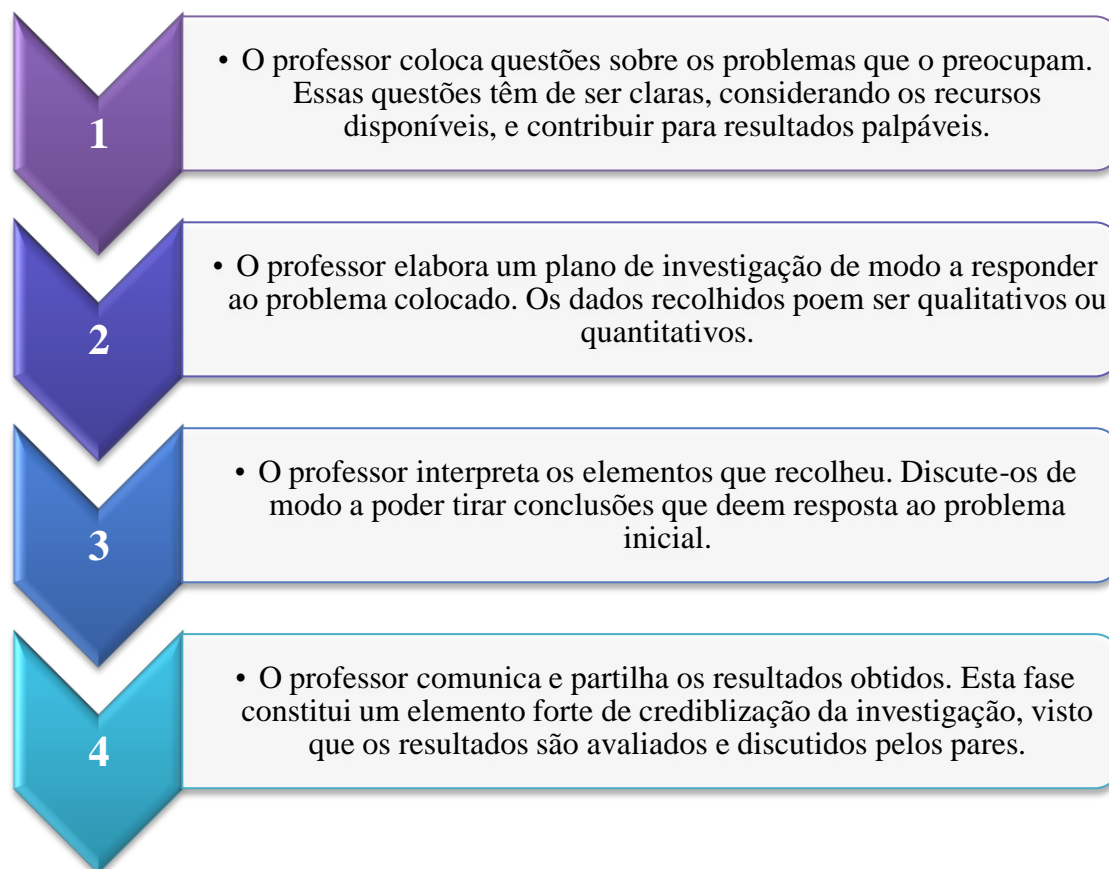 1
• O professor coloca questões sobre os problemas que o preocupam.
Essas questões têm de ser claras, considerando os recursos
disponíveis, e contribuir para resultados palpáveis.
2
• O professor elabora um plano de investigação de modo a responder
ao problema colocado. Os dados recolhidos poem ser qualitativos ou
quantitativos.
3
• O professor interpreta os elementos que recolheu. Discute-os de
modo a poder tirar conclusões que deem resposta ao problema
inicial.
4
• O professor comunica e partilha os resultados obtidos. Esta fase
constitui um elemento forte de crediblização da investigação, visto
que os resultados são avaliados e discutidos pelos pares.